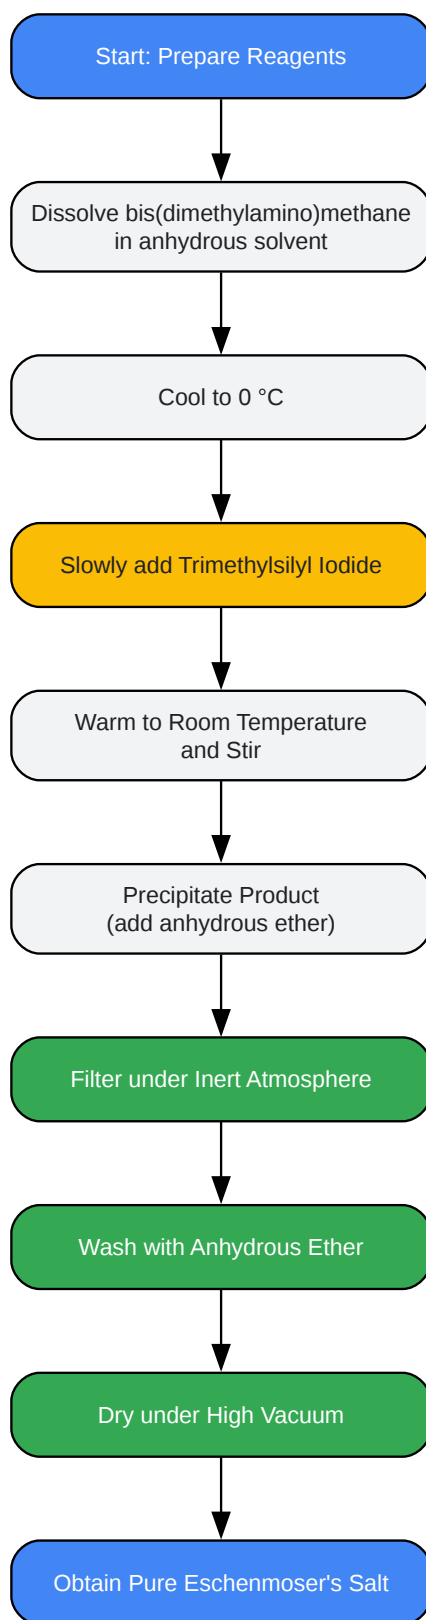 Start: Prepare Reagents
Dissolve bis(dimethylamino)methane
in anhydrous solvent
Cool to 0 °C
Slowly add Trimethylsilyl Iodide
Warm to Room Temperature
and Stir
Precipitate Product
(add anhydrous ether)
Filter under Inert Atmosphere
Wash with Anhydrous Ether
Dry under High Vacuum
Obtain Pure Eschenmoser's Salt